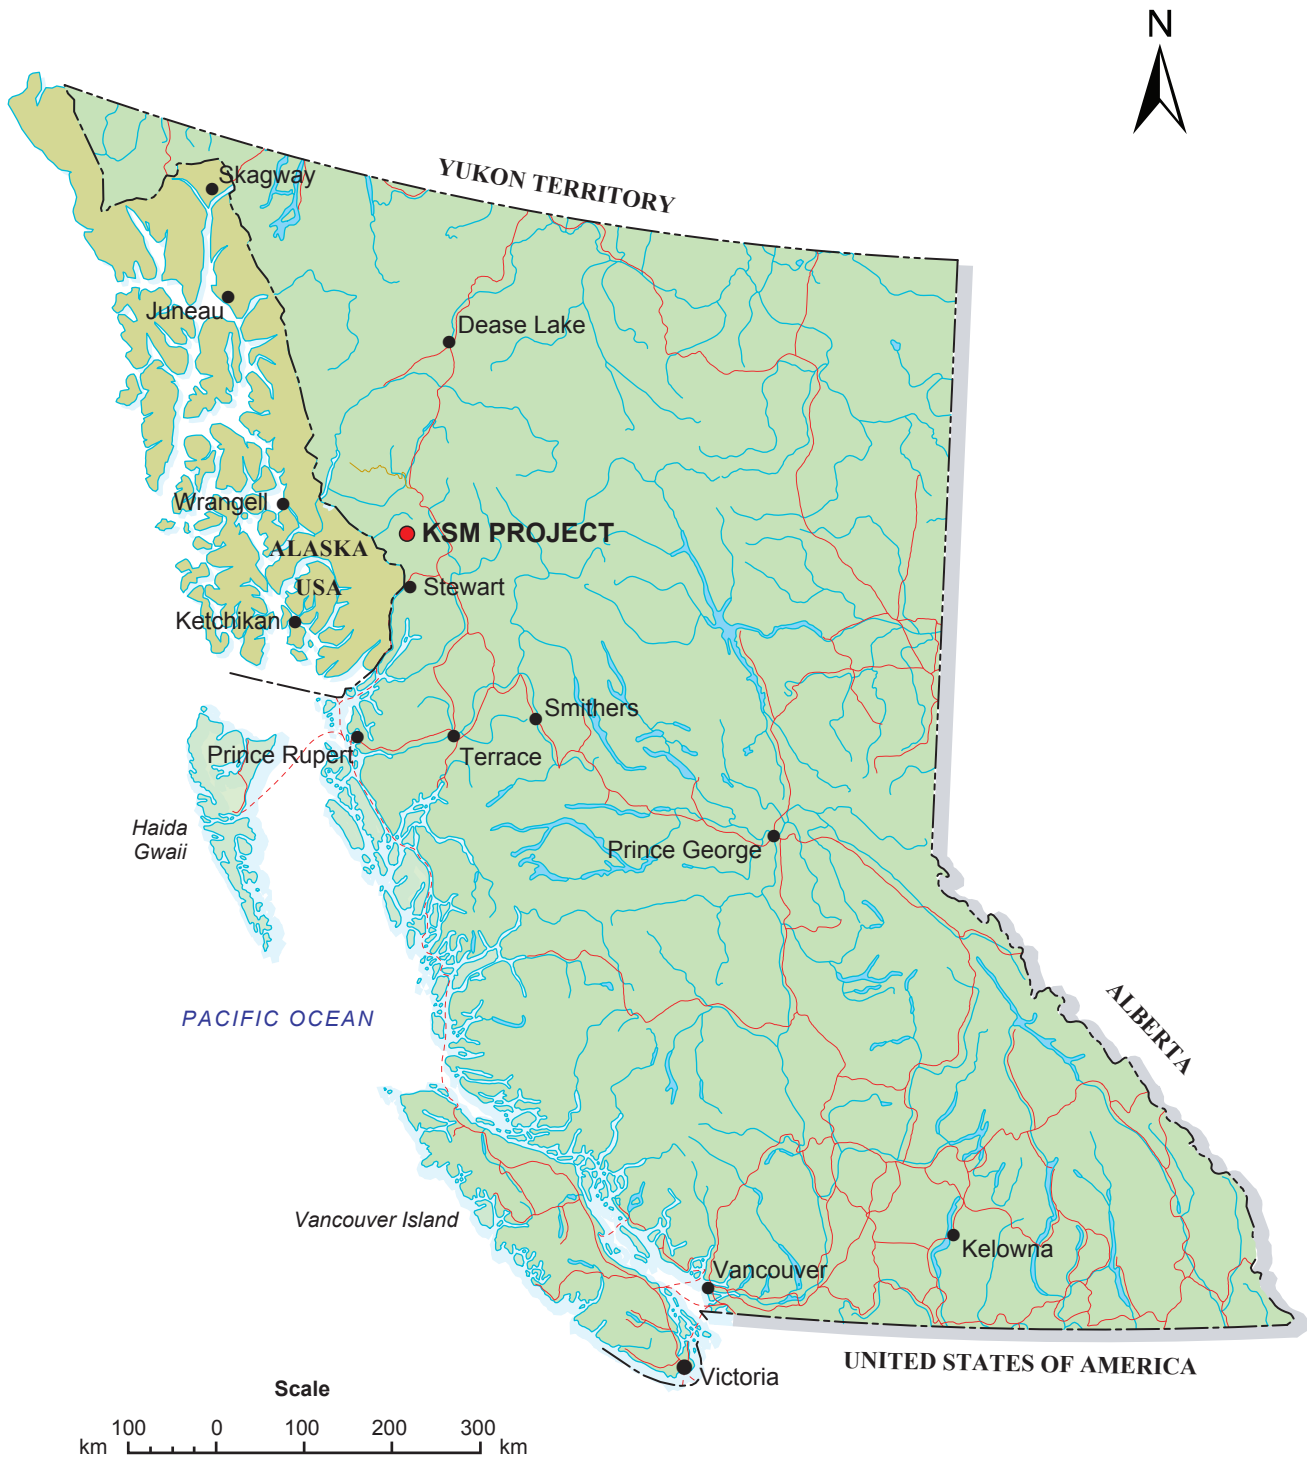 N
YUKON TERRITORY
Skagway
Juneau
Dease Lake
Wrangell
KSM PROJECT
ALASKA
USA
Stewart
Ketchikan
Smithers
Prince Rupert
Terrace
Haida
Gwaii
Prince George
PACIFIC OCEAN
ALBERTA
Vancouver Island
Kelowna
Vancouver
UNITED STATES OF AMERICA
Victoria
Scale
100 0 100 200 300
km km